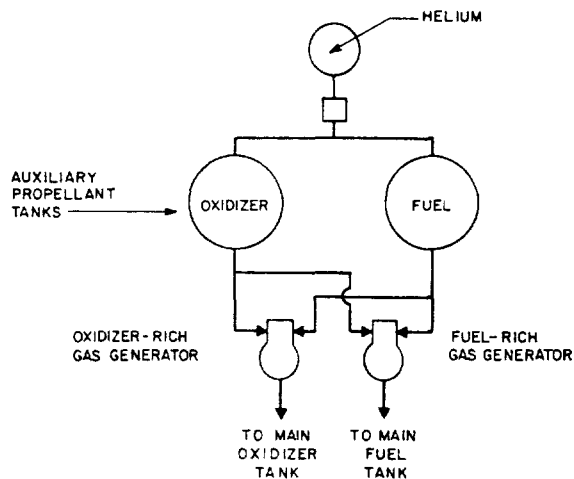 HELIUM
AUXILIARY
PROPELLANT
TANKS
OXIDIZER
FUEL
OXIDIZER-RICH
GAS GENERATOR
FUEL-RICH
GAS GENERATOR
TO MAIN
OXIDIZER
TANK
TO MAIN
FUEL
TANK